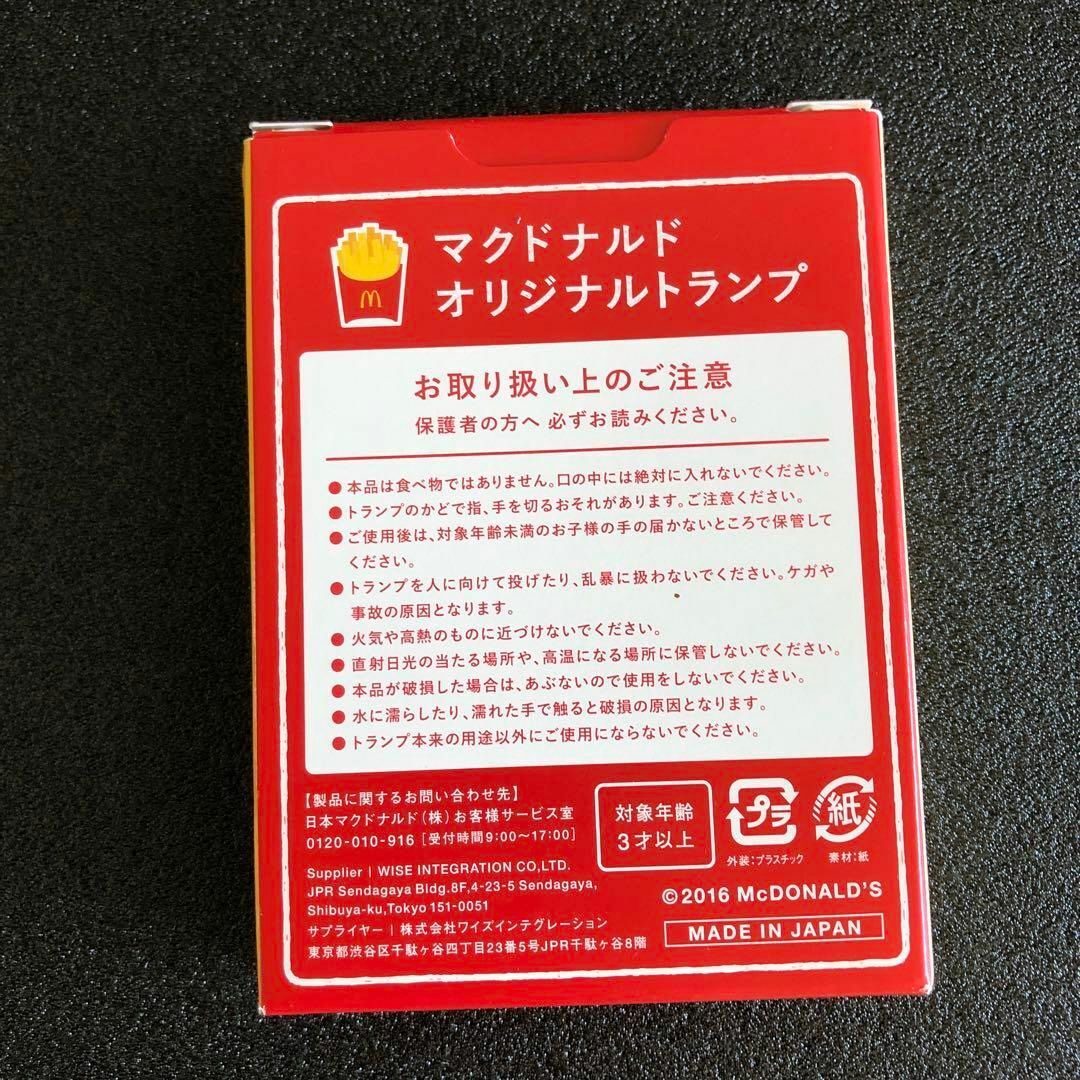 マクドナルド
オリジナルトランプ
お取り扱い上のご注意
保護者の方へ 必ずお読みください。
●本品は食べ物ではありません。口の中には絶対に入れないでください。
●トランプのかどで指、手を切るおそれがあります。ご注意ください。
●ご使用後は、対象年齢未満のお子様の手の届かないところで保管して
ください。
●トランプを人に向けて投げたり、乱暴に扱わないでください。ケガや
事故の原因となります。
●火気や高熱のものに近づけないでください。
●直射日光の当たる場所や、高温になる場所に保管しないでください。
●本品が破損した場合は、あぶないので使用をしないでください。
●水に濡らしたり、濡れた手で触ると破損の原因となります。
●トランプ本来の用途以外にご使用にならないでください。
【製品に関するお問い合わせ先】
日本マクドナルド(株)お客様サービス室
0120-010-916 [受付時間9:00〜17:00]
Supplier | WISE INTEGRATION CO,LTD.
JPR Sendagaya Bldg.8F,4-23-5 Sendagaya,
Shibuya-ku,Tokyo 151-0051
サプライヤー | 株式会社ワイズインテグレーション
東京都渋谷区千駄ヶ谷四丁目23番5号JPR千駄ヶ谷8階
対象年齢
3才以上
プラ
外装:プラスチック
紙
素材:紙
©2016 McDONALD'S
MADE IN JAPAN